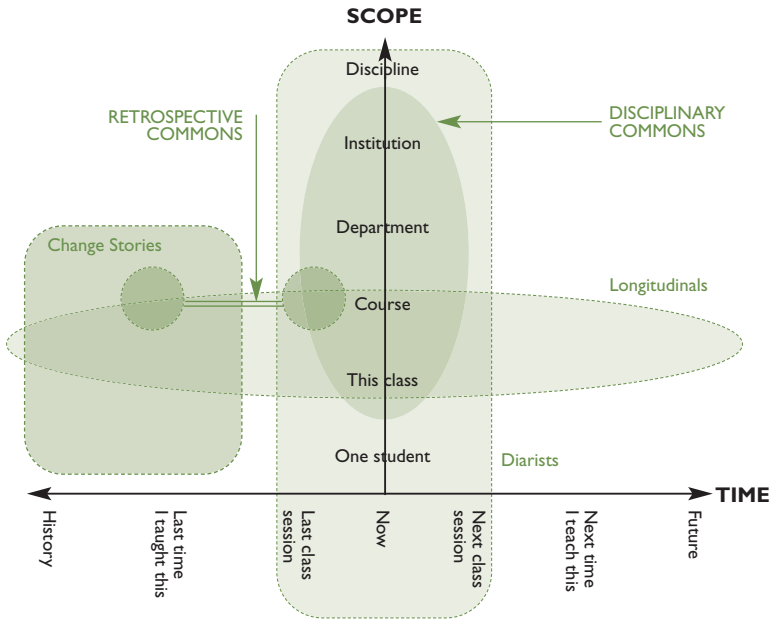 SCOPE
Discipline
RETROSPECTIVE
COMMONS
DISCIPLINARY
COMMONS
Institution
Department
Change Stories
Longitudinals
Course
This class
One student
Diarists
TIME
History
Last time
I taught this
Last class
session
Now
Next class
session
Next time
I teach this
Future